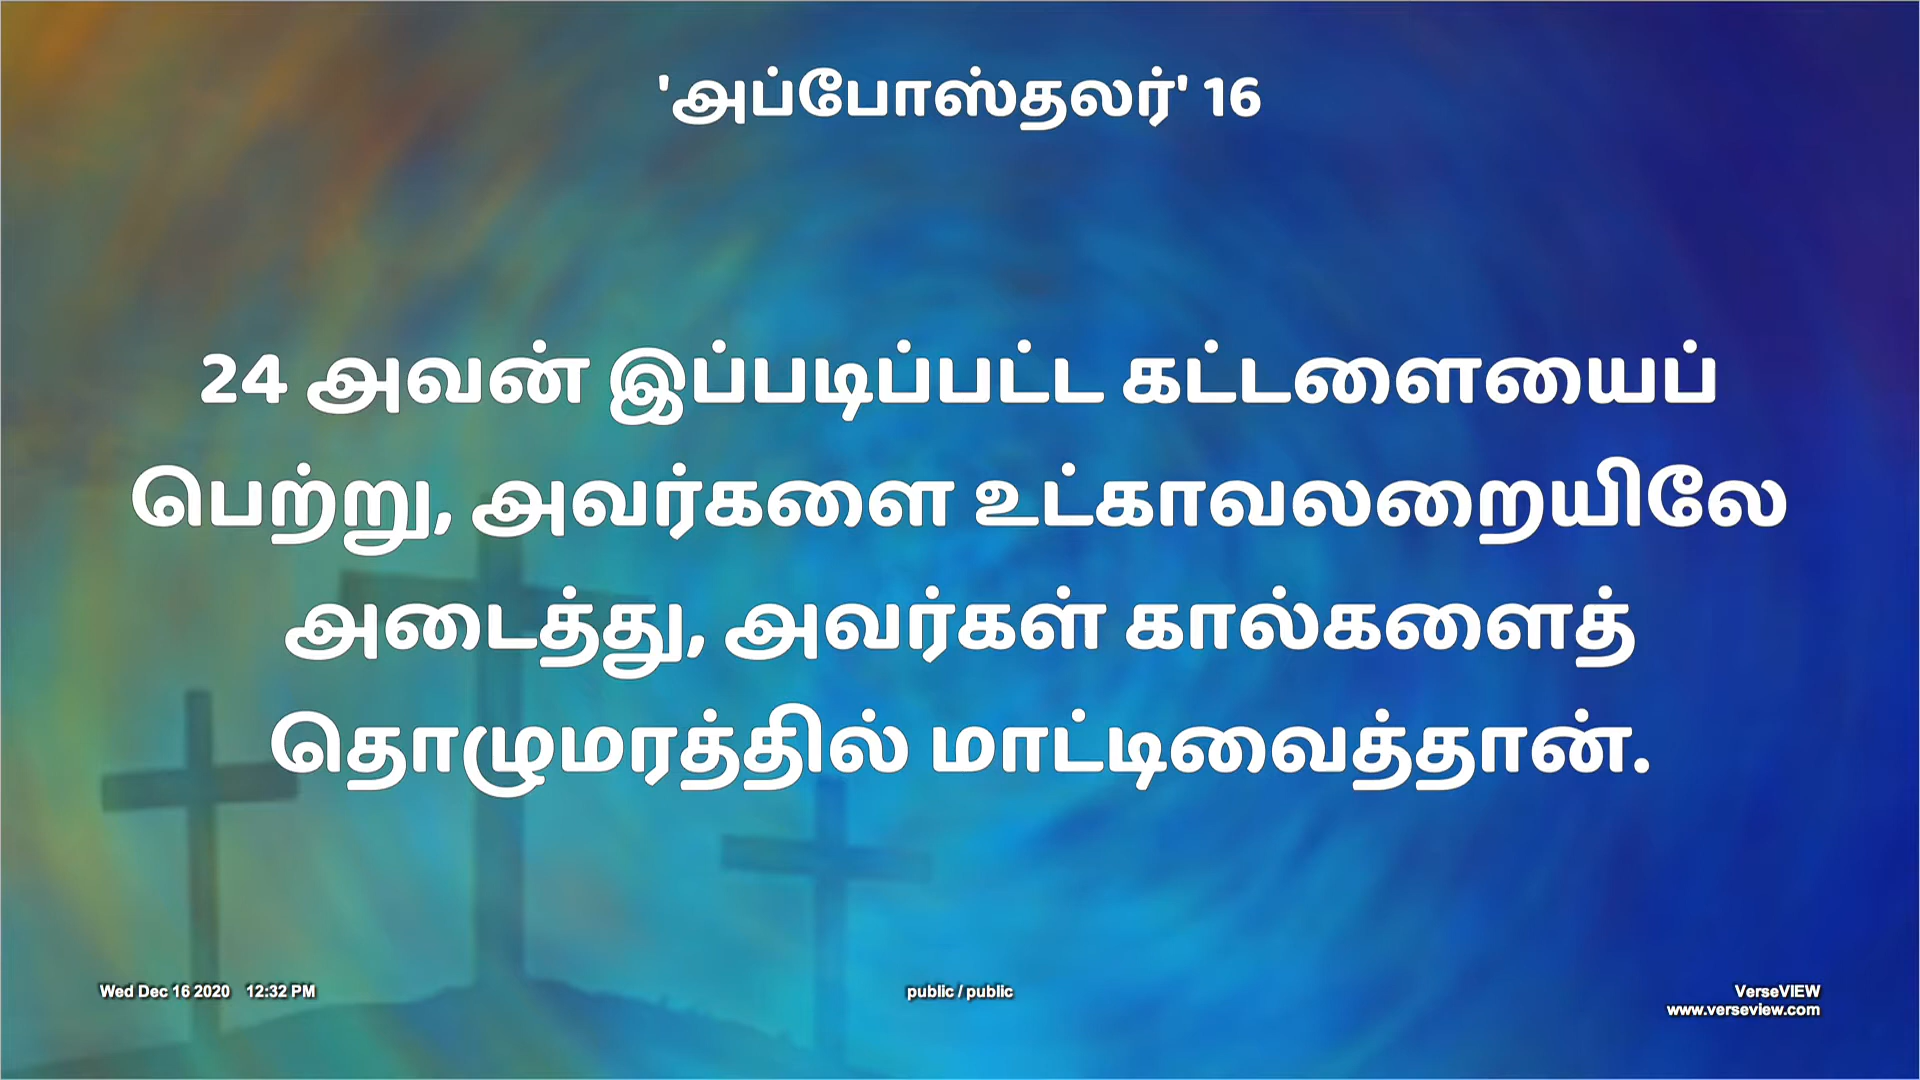 'அப்போஸ்தலர்' 16
24 அவன் இப்படிப்பட்ட கட்டளையைப்
பெற்று, அவர்களை உட்காவலறையிலே
அடைத்து, அவர்கள் கால்களைத்
தொழுமரத்தில் மாட்டிவைத்தான்.
Wed Dec 16 2020 12:32 PM
public / public
VerseVIEW
www.verseview.com